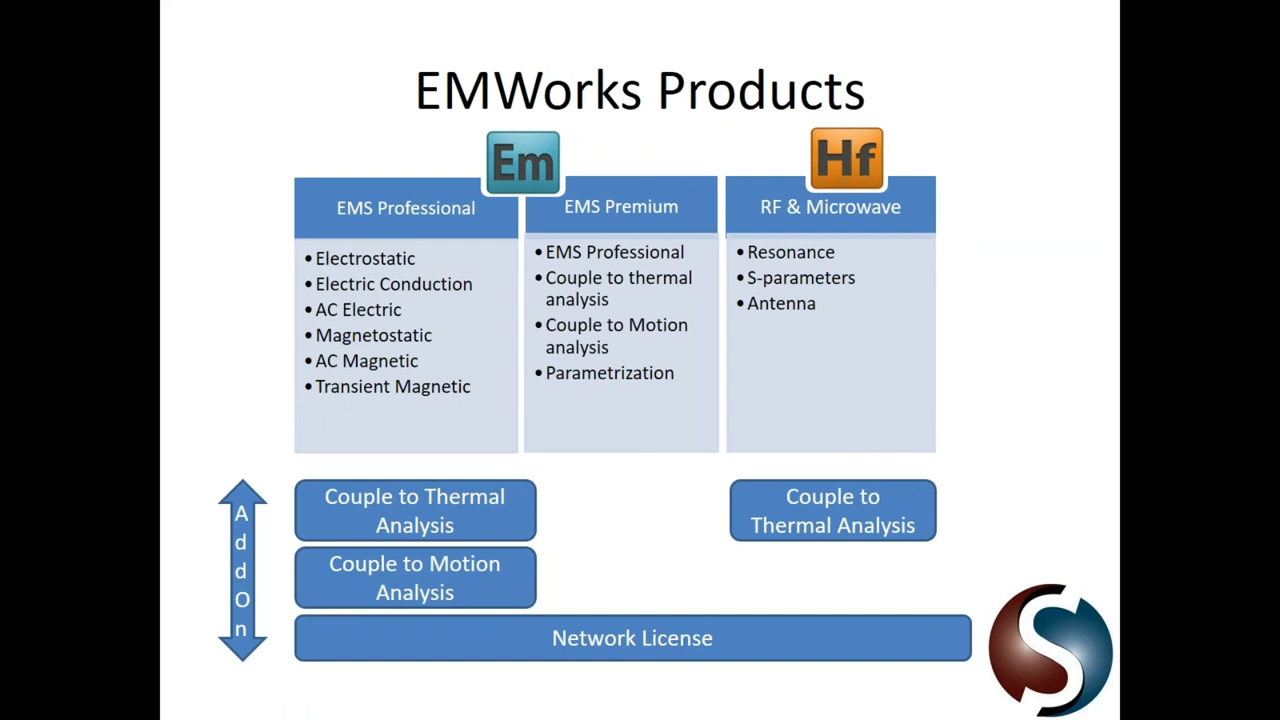 EMWorks Products
Em
Hf
EMS Professional
EMS Premium
RF & Microwave
•Electrostatic
•Electric Conduction
•AC Electric
•Magnetostatic
•AC Magnetic
•Transient Magnetic
•EMS Professional
•Couple to thermal
analysis
•Couple to Motion
analysis
•Parametrization
•Resonance
•S-parameters
•Antenna
AddOn
Couple to Thermal
Analysis
Couple to Motion
Analysis
Couple to
Thermal Analysis
Network License
S